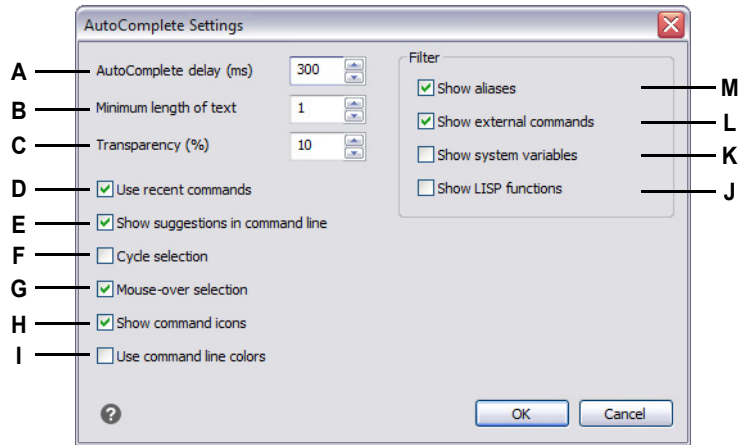 AutoComplete Settings
A AutoComplete delay (ms) 300
B Minimum length of text 1
C Transparency (%) 10
D Use recent commands
E Show suggestions in command line
F Cycle selection
G Mouse-over selection
H Show command icons
I Use command line colors
Filter
Show aliases M
Show external commands L
Show system variables K
Show LISP functions J
? OK Cancel